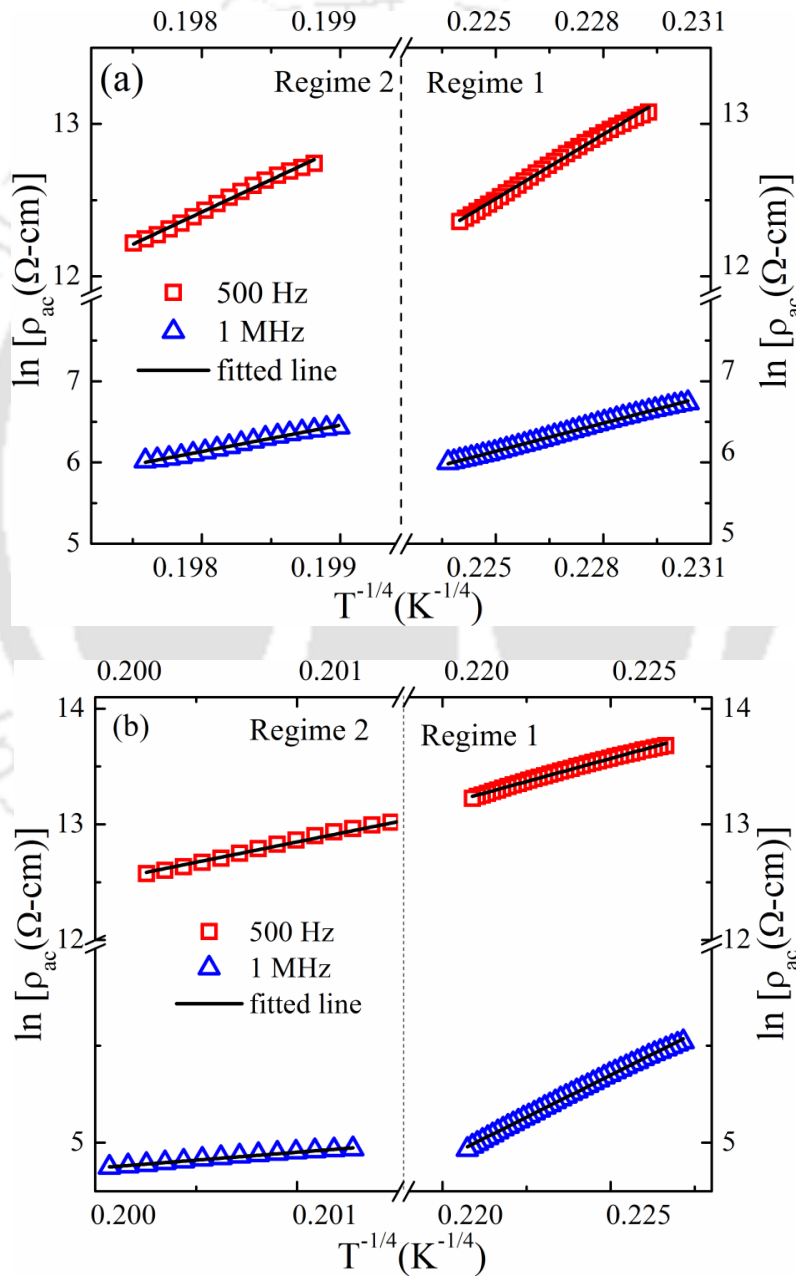 0.198 0.199 0.225 0.228 0.231
(a) Regime 2 Regime 1
13 13
12 12
500 Hz
1 MHz
fitted line
7 7
6 6
5 5
ln [ρac(Ω-cm)] ln [ρac(Ω-cm)]
0.198 0.199 0.225 0.228 0.231
T-1/4(K-1/4)
0.200 0.201 0.220 0.225
14 14
(b) Regime 2 Regime 1
13 13
12 12
500 Hz
1 MHz
fitted line
5 5
ln [ρac(Ω-cm)] ln [ρac(Ω-cm)]
0.200 0.201 0.220 0.225
T-1/4(K-1/4)